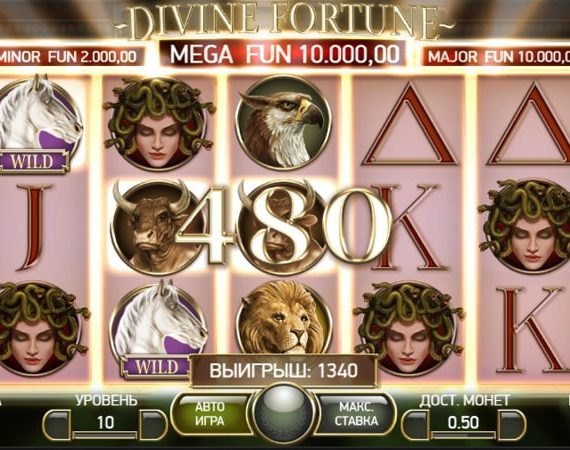 -DIVINE FORTUNE-
MINOR FUN 2.000,00
MEGA FUN 10.000,00
MAJOR FUN 10.000,0
WILD
J
480
K
WILD
K
ВЫИГРЫШ: 1340
УРОВЕНЬ
10
АВТО
ИГРА
МАКС.
СТАВКА
ДОСТ. МОНЕТ
0.50